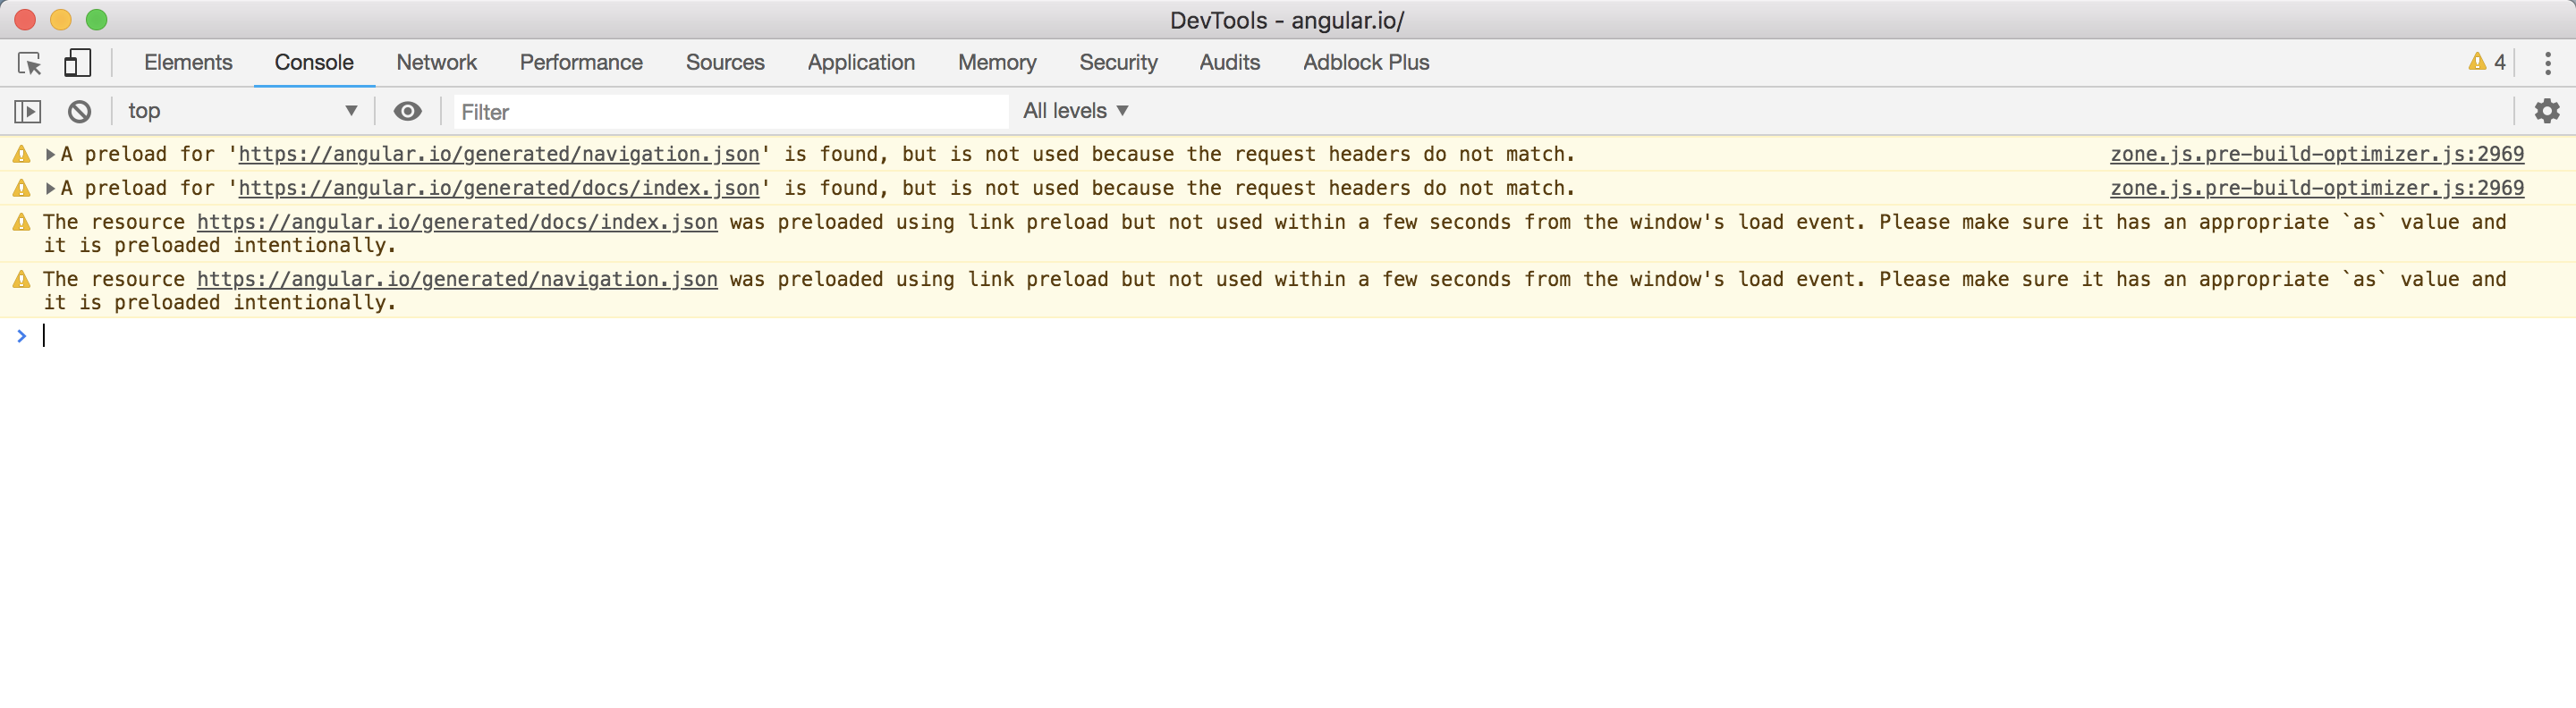 DevTools - angular.io/
Elements Console Network Performance Sources Application Memory Security Audits Adblock Plus 4
top Filter All levels
A preload for 'https://angular.io/generated/navigation.json' is found, but is not used because the request headers do not match. zone.js.pre-build-optimizer.js:2969
A preload for 'https://angular.io/generated/docs/index.json' is found, but is not used because the request headers do not match. zone.js.pre-build-optimizer.js:2969
The resource https://angular.io/generated/docs/index.json was preloaded using link preload but not used within a few seconds from the window's load event. Please make sure it has an appropriate `as` value and
it is preloaded intentionally.
The resource https://angular.io/generated/navigation.json was preloaded using link preload but not used within a few seconds from the window's load event. Please make sure it has an appropriate `as` value and
it is preloaded intentionally.